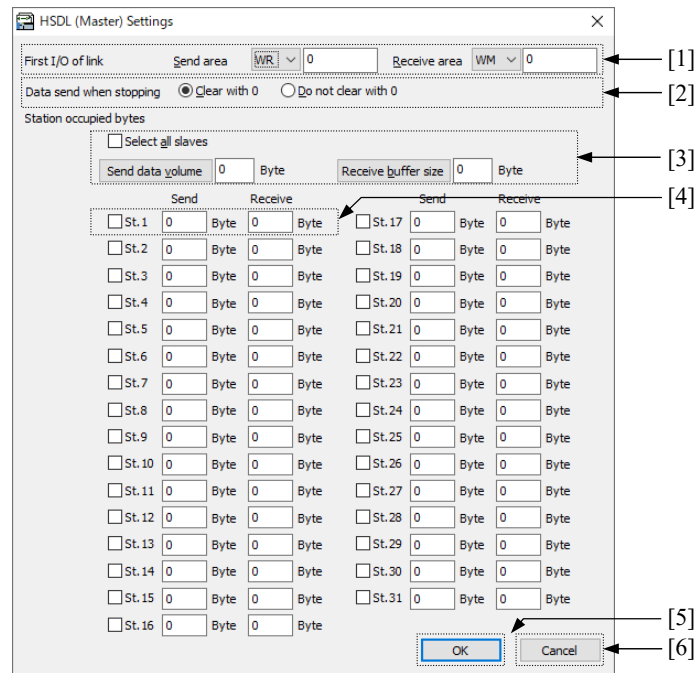 HSDL (Master) Settings
First I/O of link Send area WR 0 Receive area WM 0 [1]
Data send when stopping Clear with 0 Do not clear with 0 [2]
Station occupied bytes
Select all slaves
[3]
Send data volume 0 Byte Receive buffer size 0 Byte
[4]
Send Receive Send Receive
St.1 0 Byte 0 Byte St.17 0 Byte 0 Byte
St.2 0 Byte 0 Byte St.18 0 Byte 0 Byte
St.3 0 Byte 0 Byte St.19 0 Byte 0 Byte
St.4 0 Byte 0 Byte St.20 0 Byte 0 Byte
St.5 0 Byte 0 Byte St.21 0 Byte 0 Byte
St.6 0 Byte 0 Byte St.22 0 Byte 0 Byte
St.7 0 Byte 0 Byte St.23 0 Byte 0 Byte
St.8 0 Byte 0 Byte St.24 0 Byte 0 Byte
St.9 0 Byte 0 Byte St.25 0 Byte 0 Byte
St.10 0 Byte 0 Byte St.26 0 Byte 0 Byte
St.11 0 Byte 0 Byte St.27 0 Byte 0 Byte
St.12 0 Byte 0 Byte St.28 0 Byte 0 Byte
St.13 0 Byte 0 Byte St.29 0 Byte 0 Byte
St.14 0 Byte 0 Byte St.30 0 Byte 0 Byte
St.15 0 Byte 0 Byte St.31 0 Byte 0 Byte
St.16 0 Byte 0 Byte
[5]
OK Cancel [6]